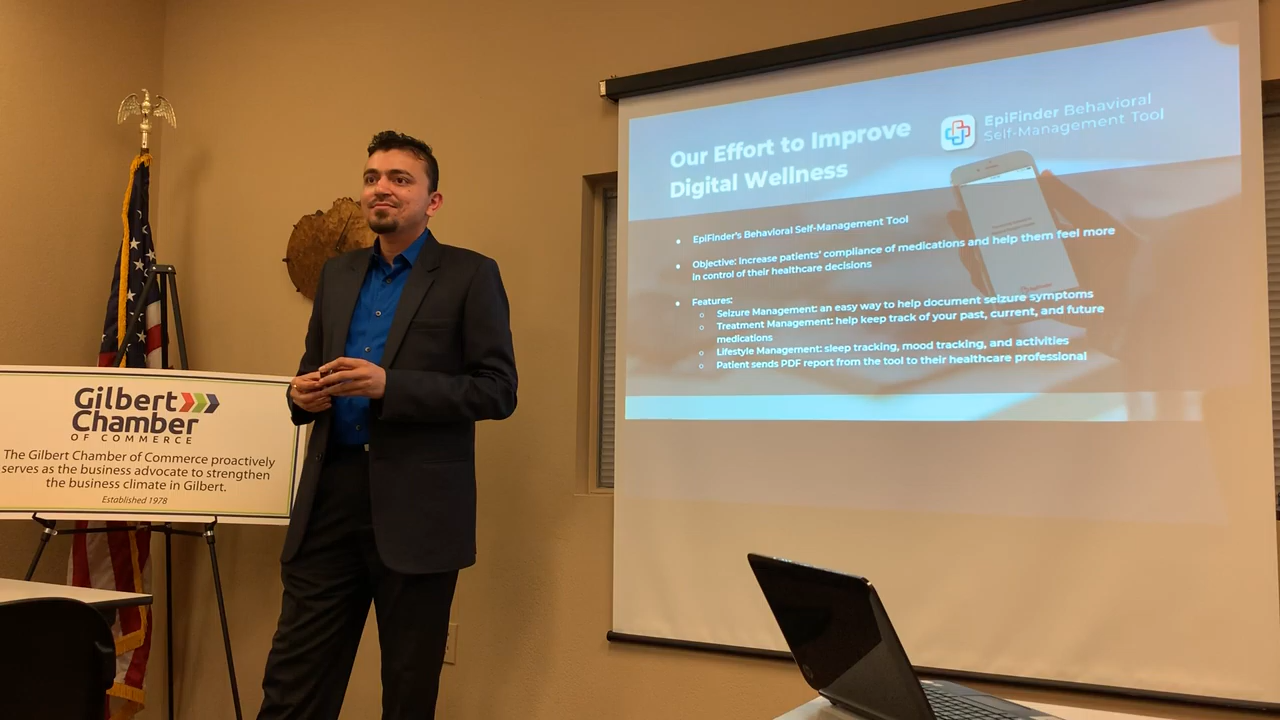 Gilbert
Chamber
OF COMMERCE
The Gilbert Chamber of Commerce proactively
serves as the business advocate to strengthen
the business climate in Gilbert.
Established 1978
Our Effort to Improve
Digital Wellness
EpiFinder Behavioral
Self-Management Tool
EpiFinder's Behavioral Self-Management Tool
Objective: Increase patients' compliance of medications and help them feel more
in control of their healthcare decisions
Features:
Seizure Management: an easy way to help document seizure symptoms
Treatment Management: help keep track of your past, current, and future
medications
Lifestyle Management: sleep tracking, mood tracking, and activities
Patient sends PDF report from the tool to their healthcare professional